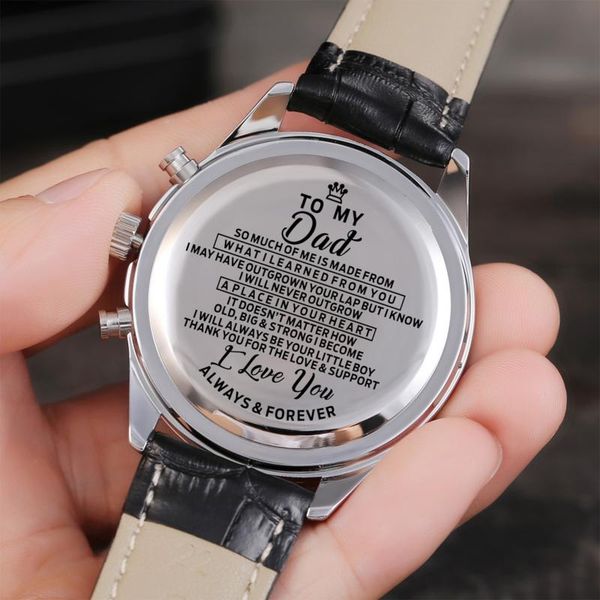 TO MY
Dad
SO MUCH OF ME IS MADE FROM
WHAT I LEARNED FROM YOU
I MAY HAVE OUTGROWN YOUR LAP BUT I KNOW
I WILL NEVER OUTGROW
A PLACE IN YOUR HEART
IT DOESN'T MATTER HOW
OLD, BIG & STRONG I BECOME
I WILL ALWAYS BE YOUR LITTLE BOY
THANK YOU FOR THE LOVE & SUPPORT
I Love You
ALWAYS & FOREVER